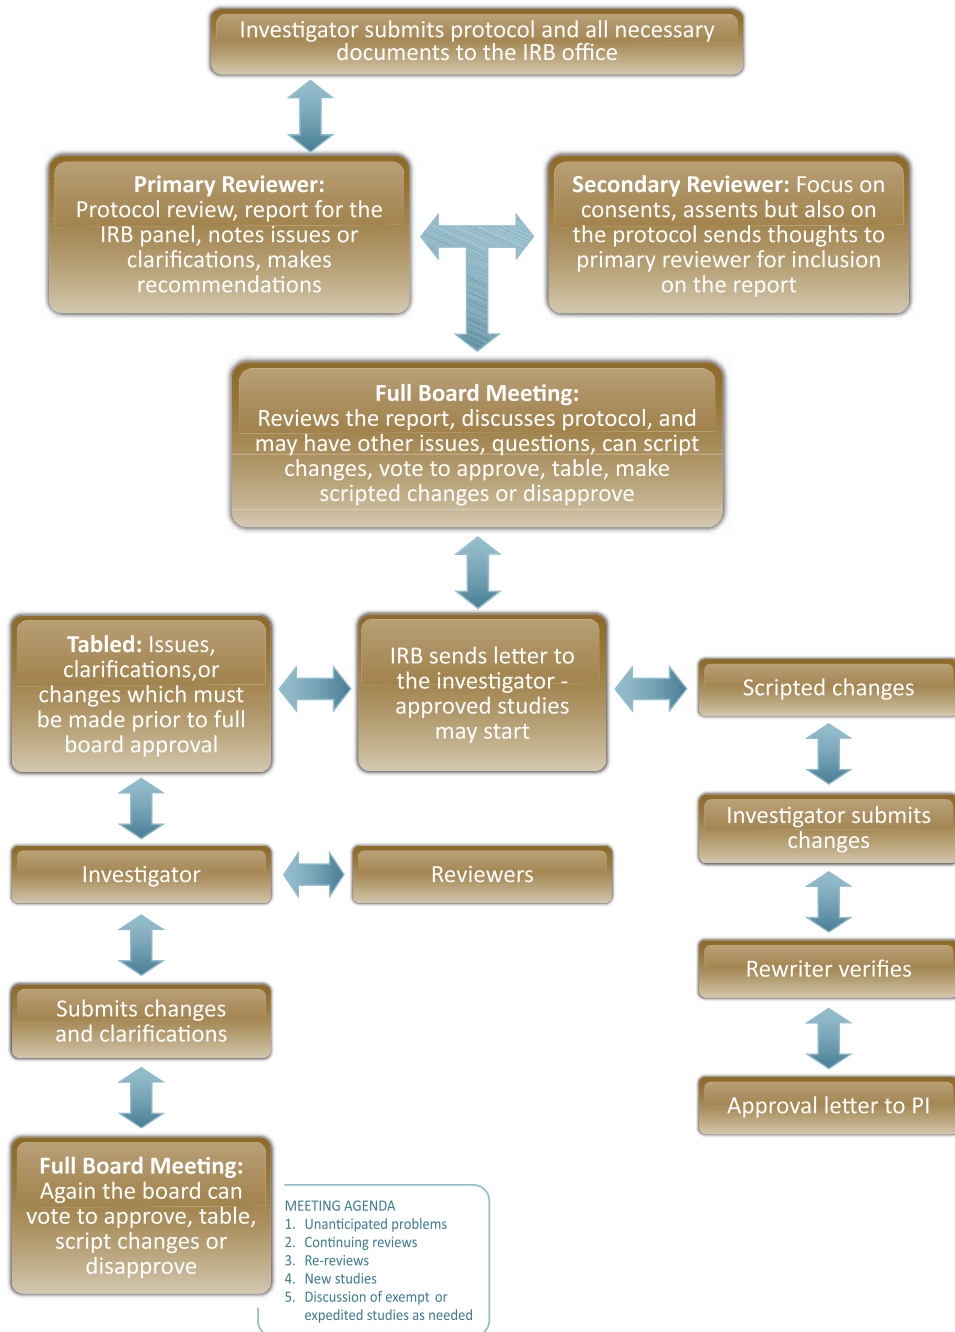 Investigator submits protocol and all necessary
documents to the IRB office
Primary Reviewer:
Protocol review, report for the
IRB panel, notes issues or
clarifications, makes
recommendations
Secondary Reviewer: Focus on
consents, assents but also on
the protocol sends thoughts to
primary reviewer for inclusion
on the report
Full Board Meeting:
Reviews the report, discusses protocol, and
may have other issues, questions, can script
changes, vote to approve, table, make
scripted changes or disapprove
Tabled: Issues,
clarifications,or
changes which must
be made prior to full
board approval
IRB sends letter to
the investigator -
approved studies
may start
Scripted changes
Investigator submits
changes
Investigator
Reviewers
Rewriter verifies
Submits changes
and clarifications
Approval letter to PI
Full Board Meeting:
Again the board can
vote to approve, table,
script changes or
disapprove
MEETING AGENDA
1. Unanticipated problems
2. Continuing reviews
3. Re-reviews
4. New studies
5. Discussion of exempt or
expedited studies as needed